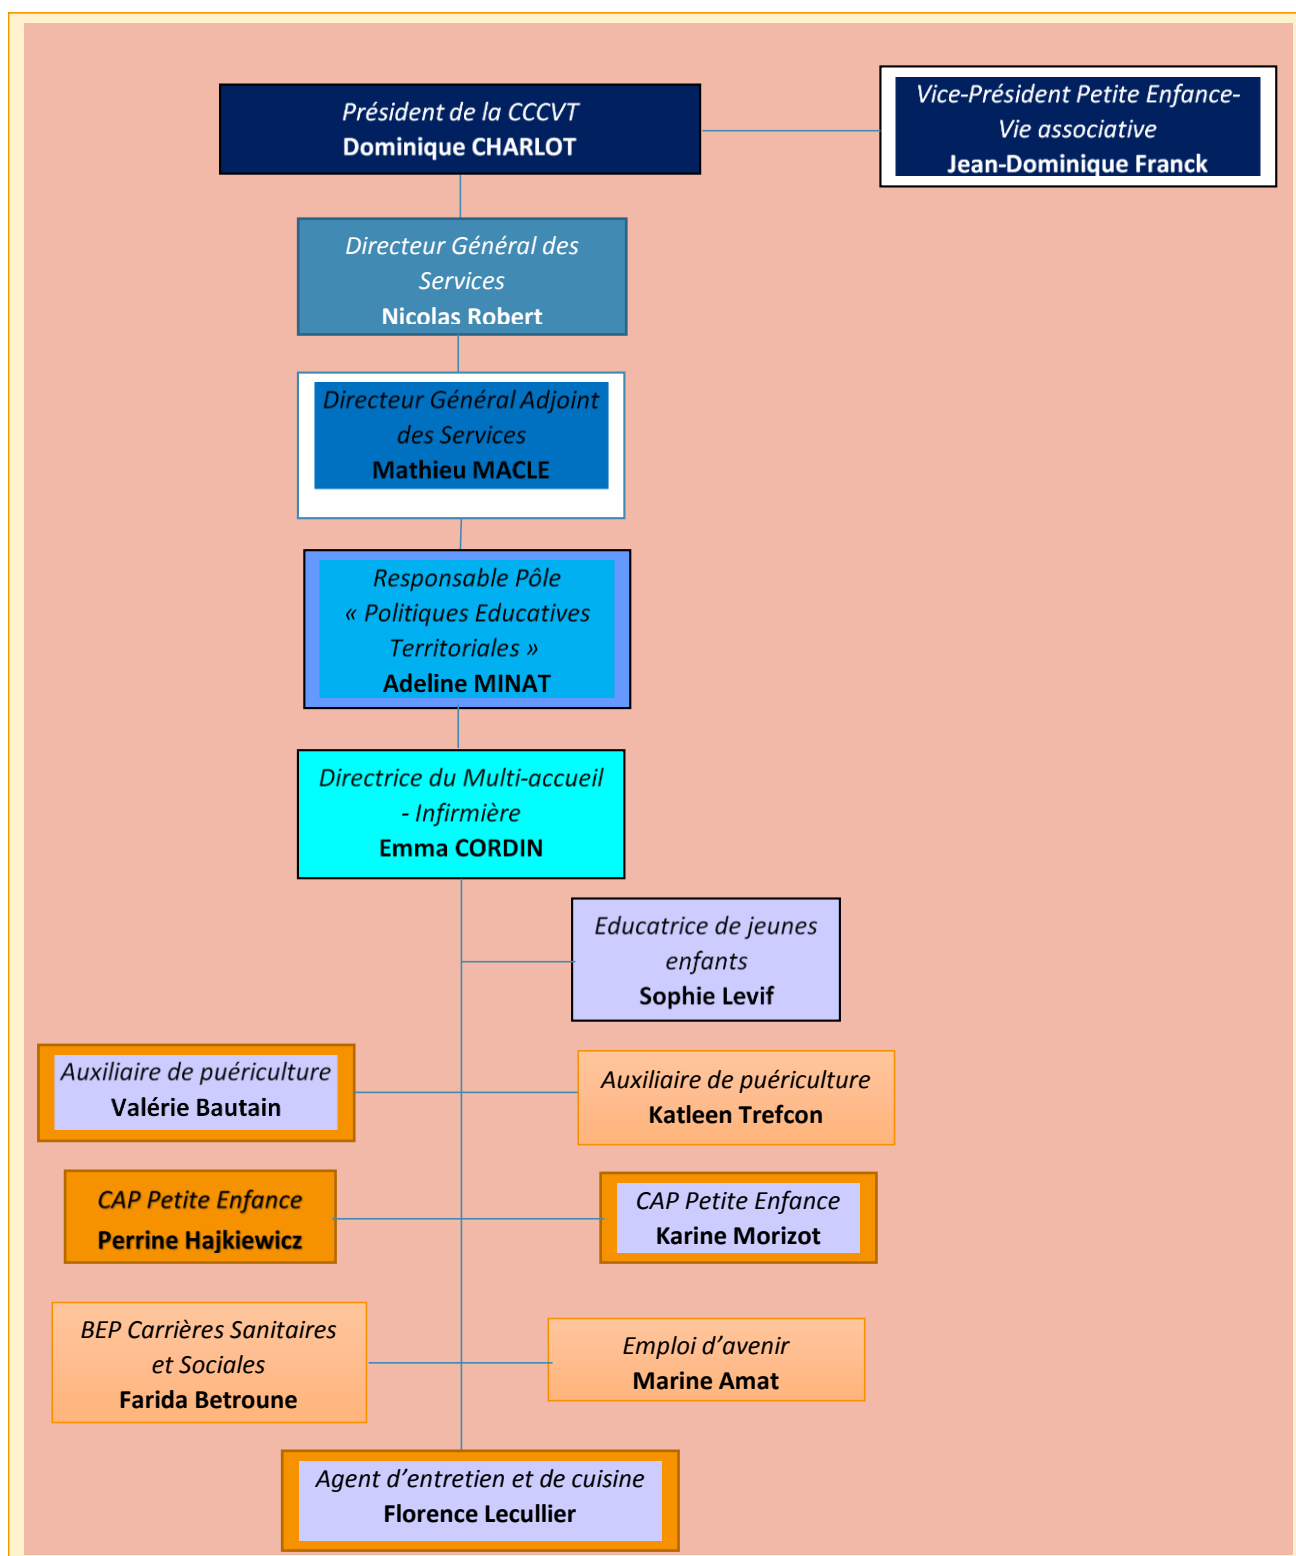 Président de la CCCVT
Dominique CHARLOT
Vice-Président Petite Enfance-
Vie associative
Jean-Dominique Franck
Directeur Général des
Services
Nicolas Robert
Directeur Général Adjoint
des Services
Mathieu MACLE
Responsable Pôle
« Politiques Educatives
Territoriales »
Adeline MINAT
Directrice du Multi-accueil
- Infirmière
Emma CORDIN
Educatrice de jeunes
enfants
Sophie Levif
Auxiliaire de puériculture
Valérie Bautain
Auxiliaire de puériculture
Katleen Trefcon
CAP Petite Enfance
Perrine Hajkiewicz
CAP Petite Enfance
Karine Morizot
BEP Carrières Sanitaires
et Sociales
Farida Betroune
Emploi d’avenir
Marine Amat
Agent d’entretien et de cuisine
Florence Lecullier